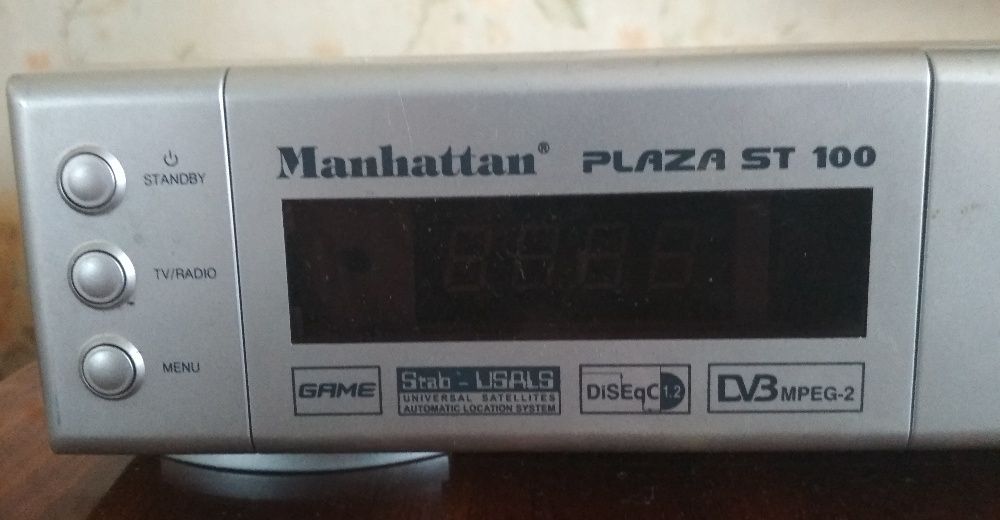 Manhattan® PLAZA ST 100
STANDBY
TV/RADIO
MENU
GAME
Stab - USALS
UNIVERSAL SATELLITES
AUTOMATIC LOCATION SYSTEM
DiSEqC 1.2
DVB MPEG-2